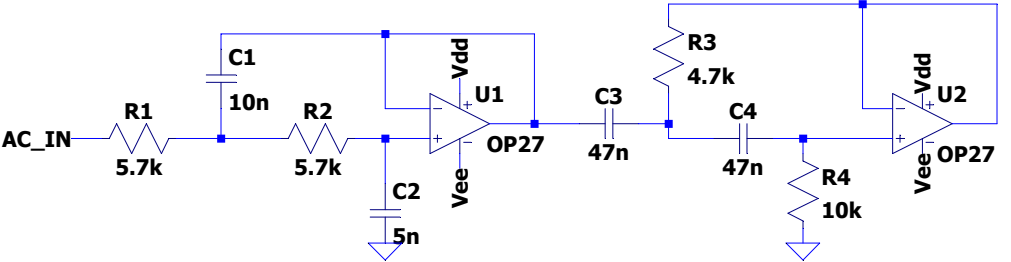 AC_IN
R1
5.7k
C1
10n
R2
5.7k
C2
5n
Vdd
U1
-
+
+
-
OP27
Vee
C3
47n
R3
4.7k
C4
47n
R4
10k
Vdd
U2
-
+
+
-
OP27
Vee